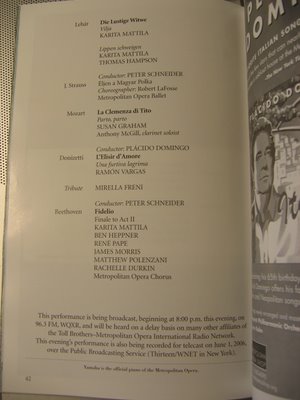 Lehár Die Lustige Witwe
Vilja
KARITA MATTILA
Lippen schweigen
KARITA MATTILA
THOMAS HAMPSON
Conductor: PETER SCHNEIDER
J. Strauss Éljen a Magyar Polka
Choreographer: Robert LaFosse
Metropolitan Opera Ballet
Mozart La Clemenza di Tito
Parto, parto
SUSAN GRAHAM
Anthony McGill, clarinet soloist
Conductor: PLÁCIDO DOMINGO
Donizetti L'Elisir d'Amore
Una furtiva lagrima
RAMÓN VARGAS
Tribute MIRELLA FRENI
Conductor: PETER SCHNEIDER
Beethoven Fidelio
Finale to Act II
KARITA MATTILA
BEN HEPPNER
RENÉ PAPE
JAMES MORRIS
MATTHEW POLENZANI
RACHELLE DURKIN
Metropolitan Opera Chorus
This performance is being broadcast, beginning at 8:00 p.m. this evening, on
96.3 FM, WQXR, and will be heard on a delay basis on many other affiliates of
the Toll Brothers–Metropolitan Opera International Radio Network.
This evening's performance is also being recorded for telecast on June 1, 2006,
over the Public Broadcasting Service (Thirteen/WNET in New York).
Yamaha is the official piano of the Metropolitan Opera.
42
DOMIN
ITALIAN SONG
The New York